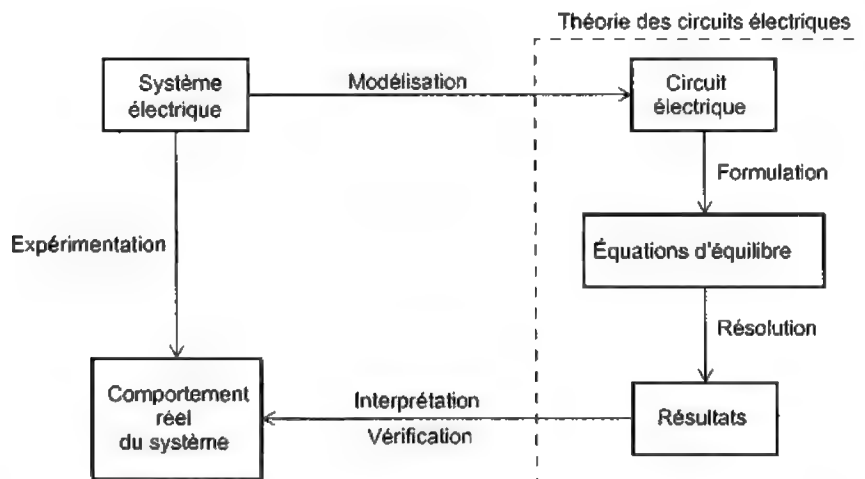 Théorie des circuits électriques
Système
électrique
Modélisation
Circuit
électrique
Formulation
Expérimentation
Équations d'équilibre
Résolution
Comportement
réel
du système
Interprétation
Vérification
Résultats